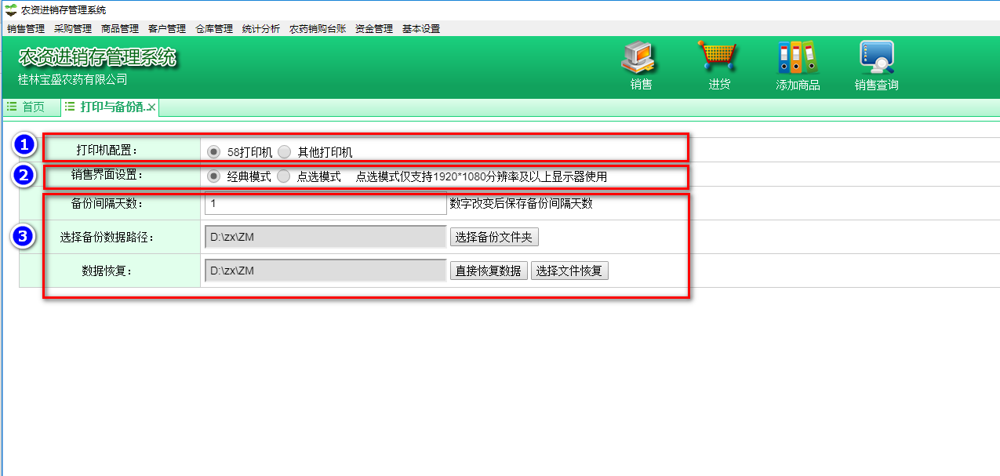 农资进销存管理系统
销售管理 采购管理 商品管理 客户管理 仓库管理 统计分析 农药销购台账 资金管理 基本设置
农资进销存管理系统
桂林宝盛农药有限公司
销售 进货 添加商品 销售查询
首页 打印与备份酉..
1 打印机配置： 58打印机 其他打印机
2 销售界面设置： 经典模式 点选模式 点选模式仅支持1920*1080分辨率及以上显示器使用
备份间隔天数： 1 数字改变后保存备份间隔天数
3 选择备份数据路径： D:\zx\ZM 选择备份文件夹
数据恢复： D:\zx\ZM 直接恢复数据 选择文件恢复